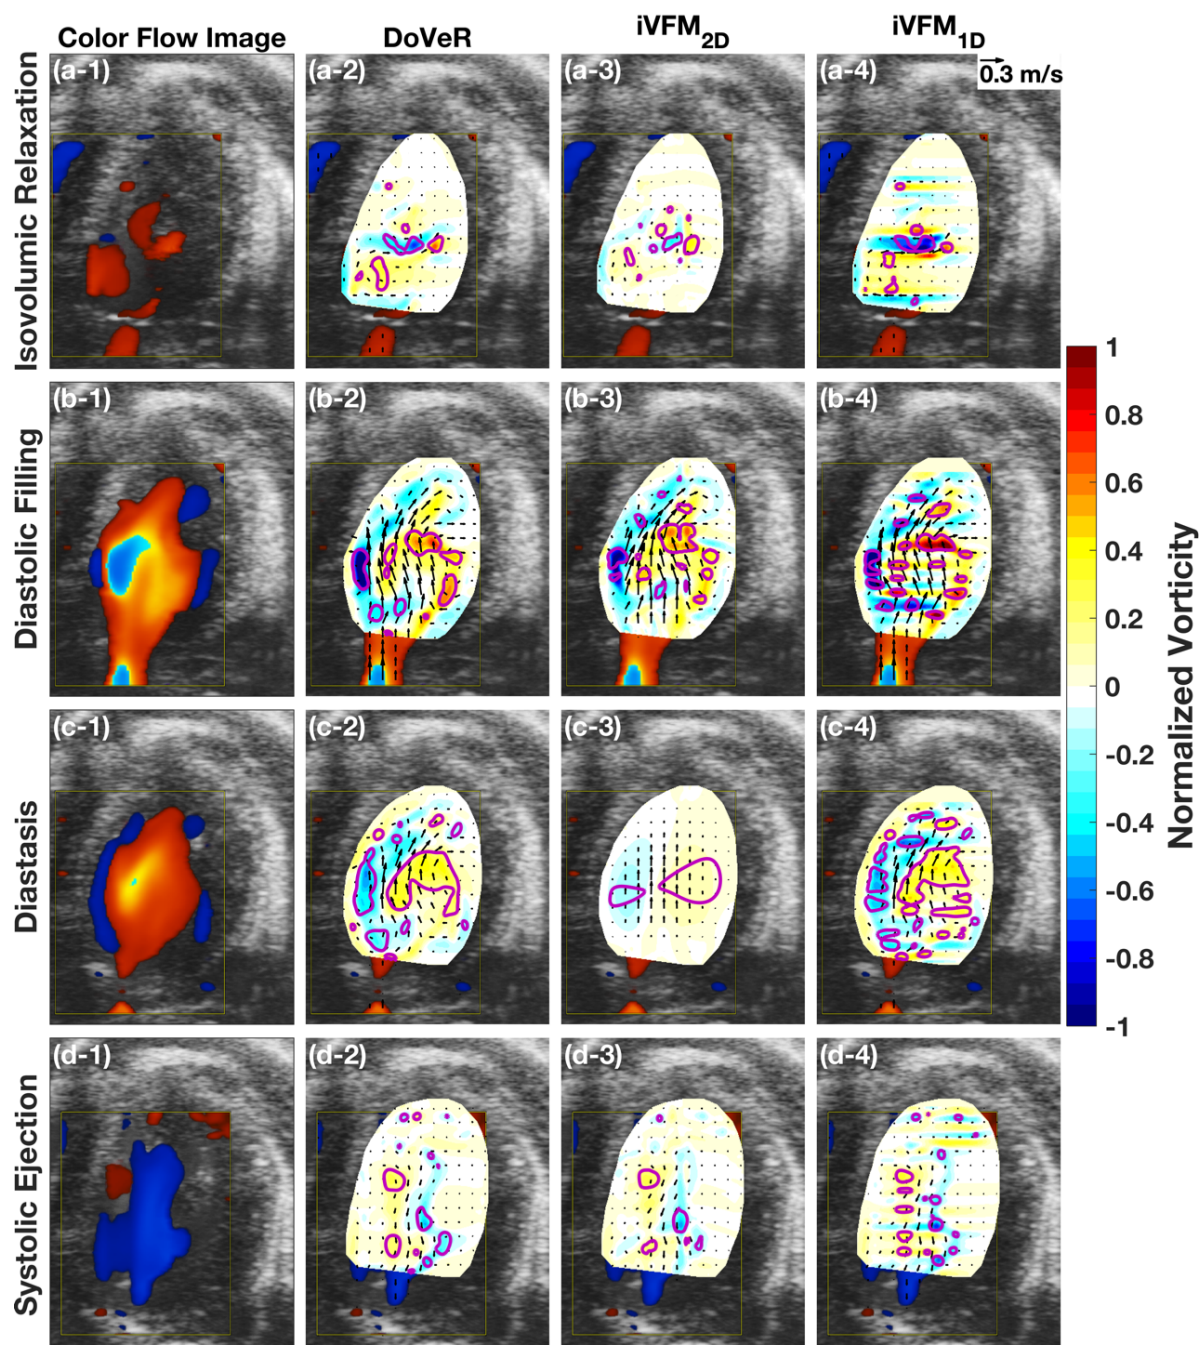 Color Flow Image DoVeR iVFM2D iVFM1D
Isovolumic Relaxation
(a-1) (a-2) (a-3) (a-4)
0.3 m/s
Diastolic Filling
(b-1) (b-2) (b-3) (b-4)
Diastasis
(c-1) (c-2) (c-3) (c-4)
Systolic Ejection
(d-1) (d-2) (d-3) (d-4)
1
0.8
0.6
0.4
0.2
0
-0.2
-0.4
-0.6
-0.8
-1
Normalized Vorticity